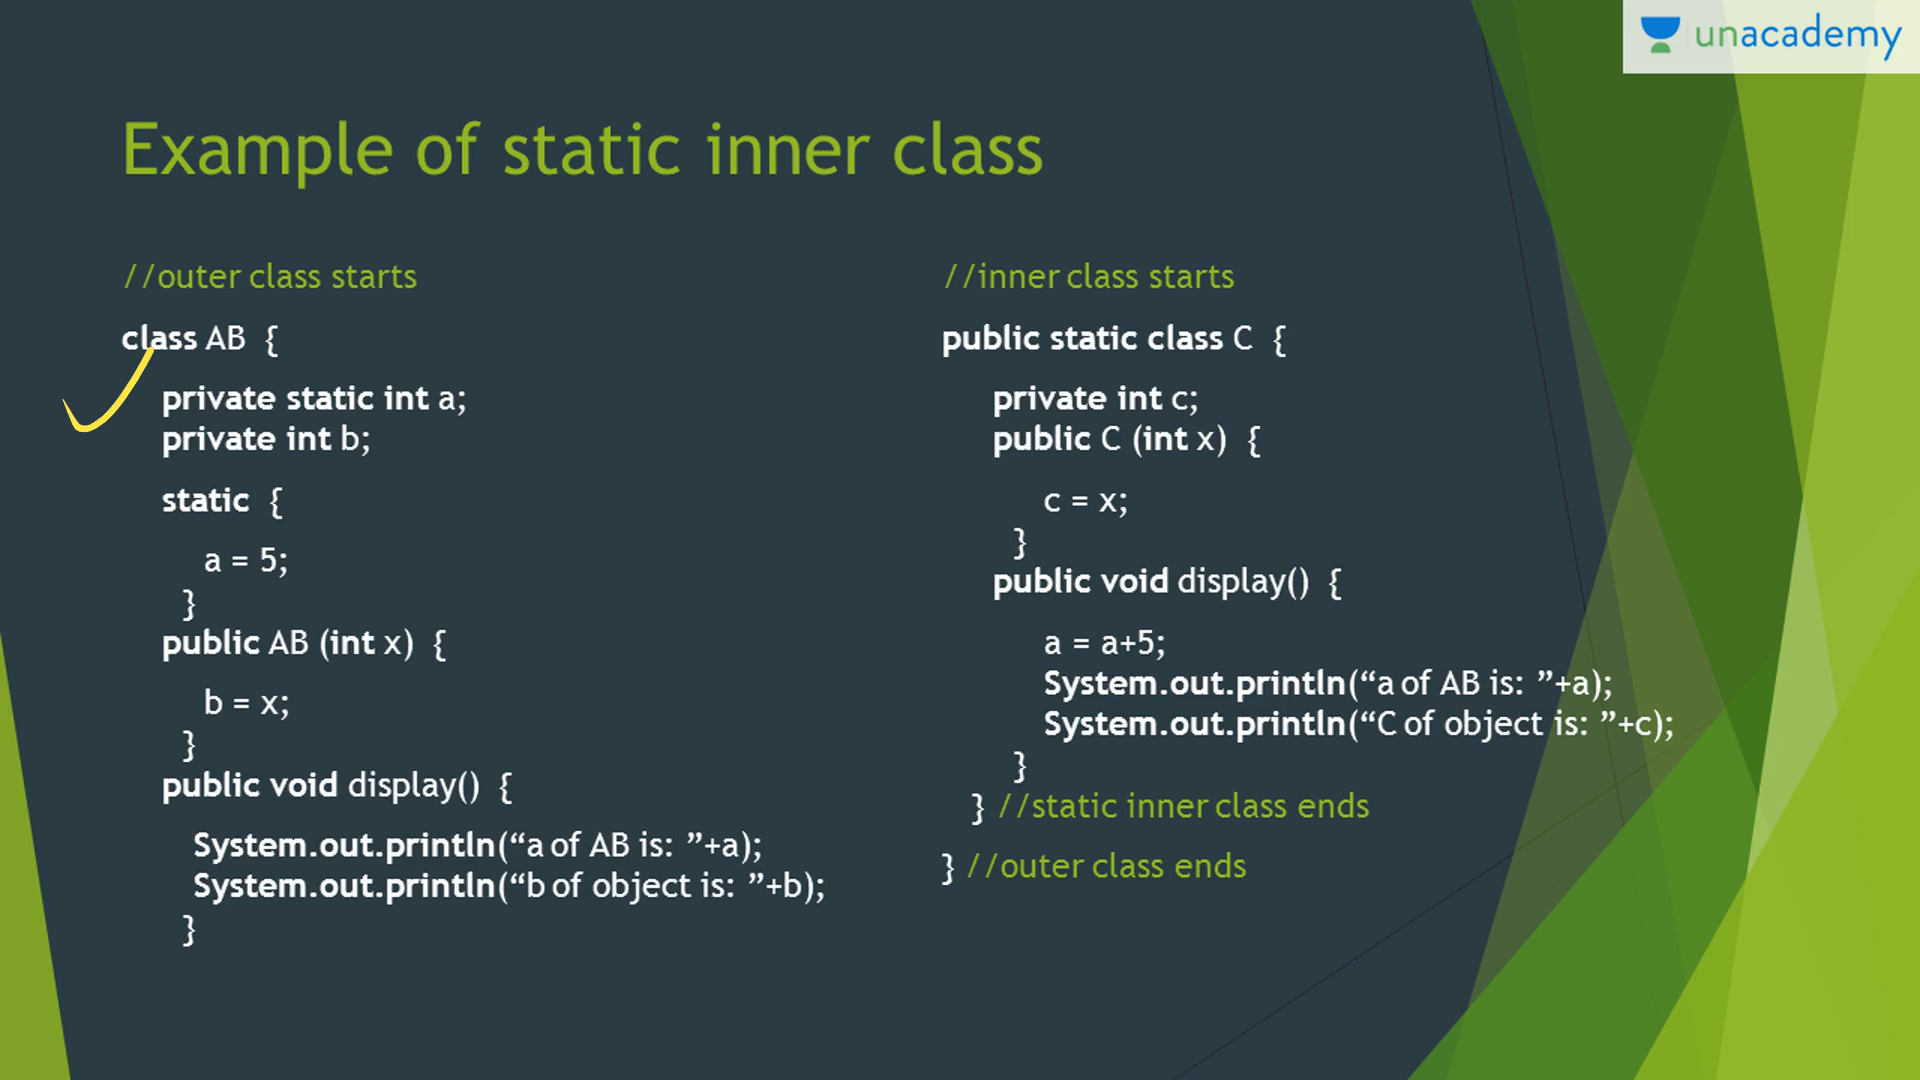 unacademy
Example of static inner class
//outer class starts
class AB {
private static int a;
private int b;
static {
a = 5;
}
public AB (int x) {
b = x;
}
public void display() {
System.out.println(“a of AB is: ”+a);
System.out.println(“b of object is: ”+b);
}
//inner class starts
public static class C {
private int c;
public C (int x) {
c = x;
}
public void display() {
a = a+5;
System.out.println(“a of AB is: ”+a);
System.out.println(“C of object is: ”+c);
}
} //static inner class ends
} //outer class ends